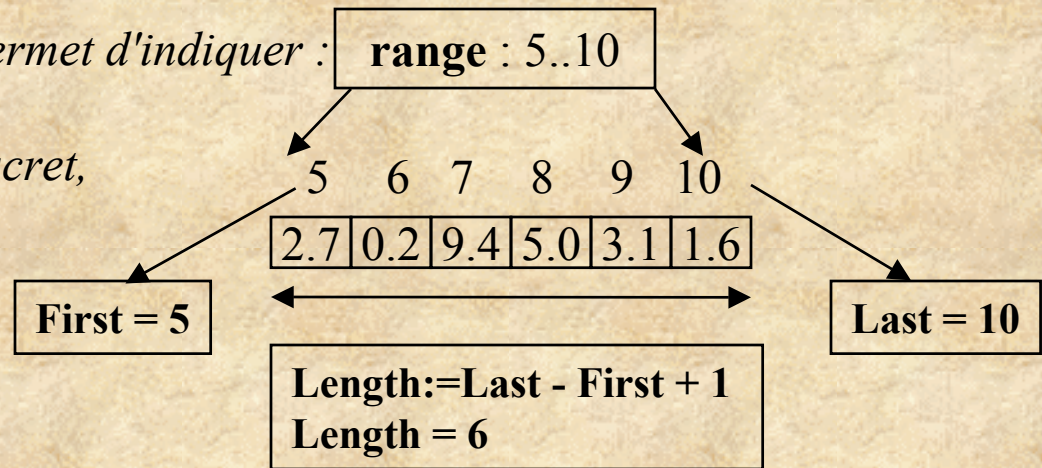 permet d'indiquer : range : 5..10
cret,
5 6 7 8 9 10
2.7 0.2 9.4 5.0 3.1 1.6
First = 5
Last = 10
Length:=Last - First + 1
Length = 6